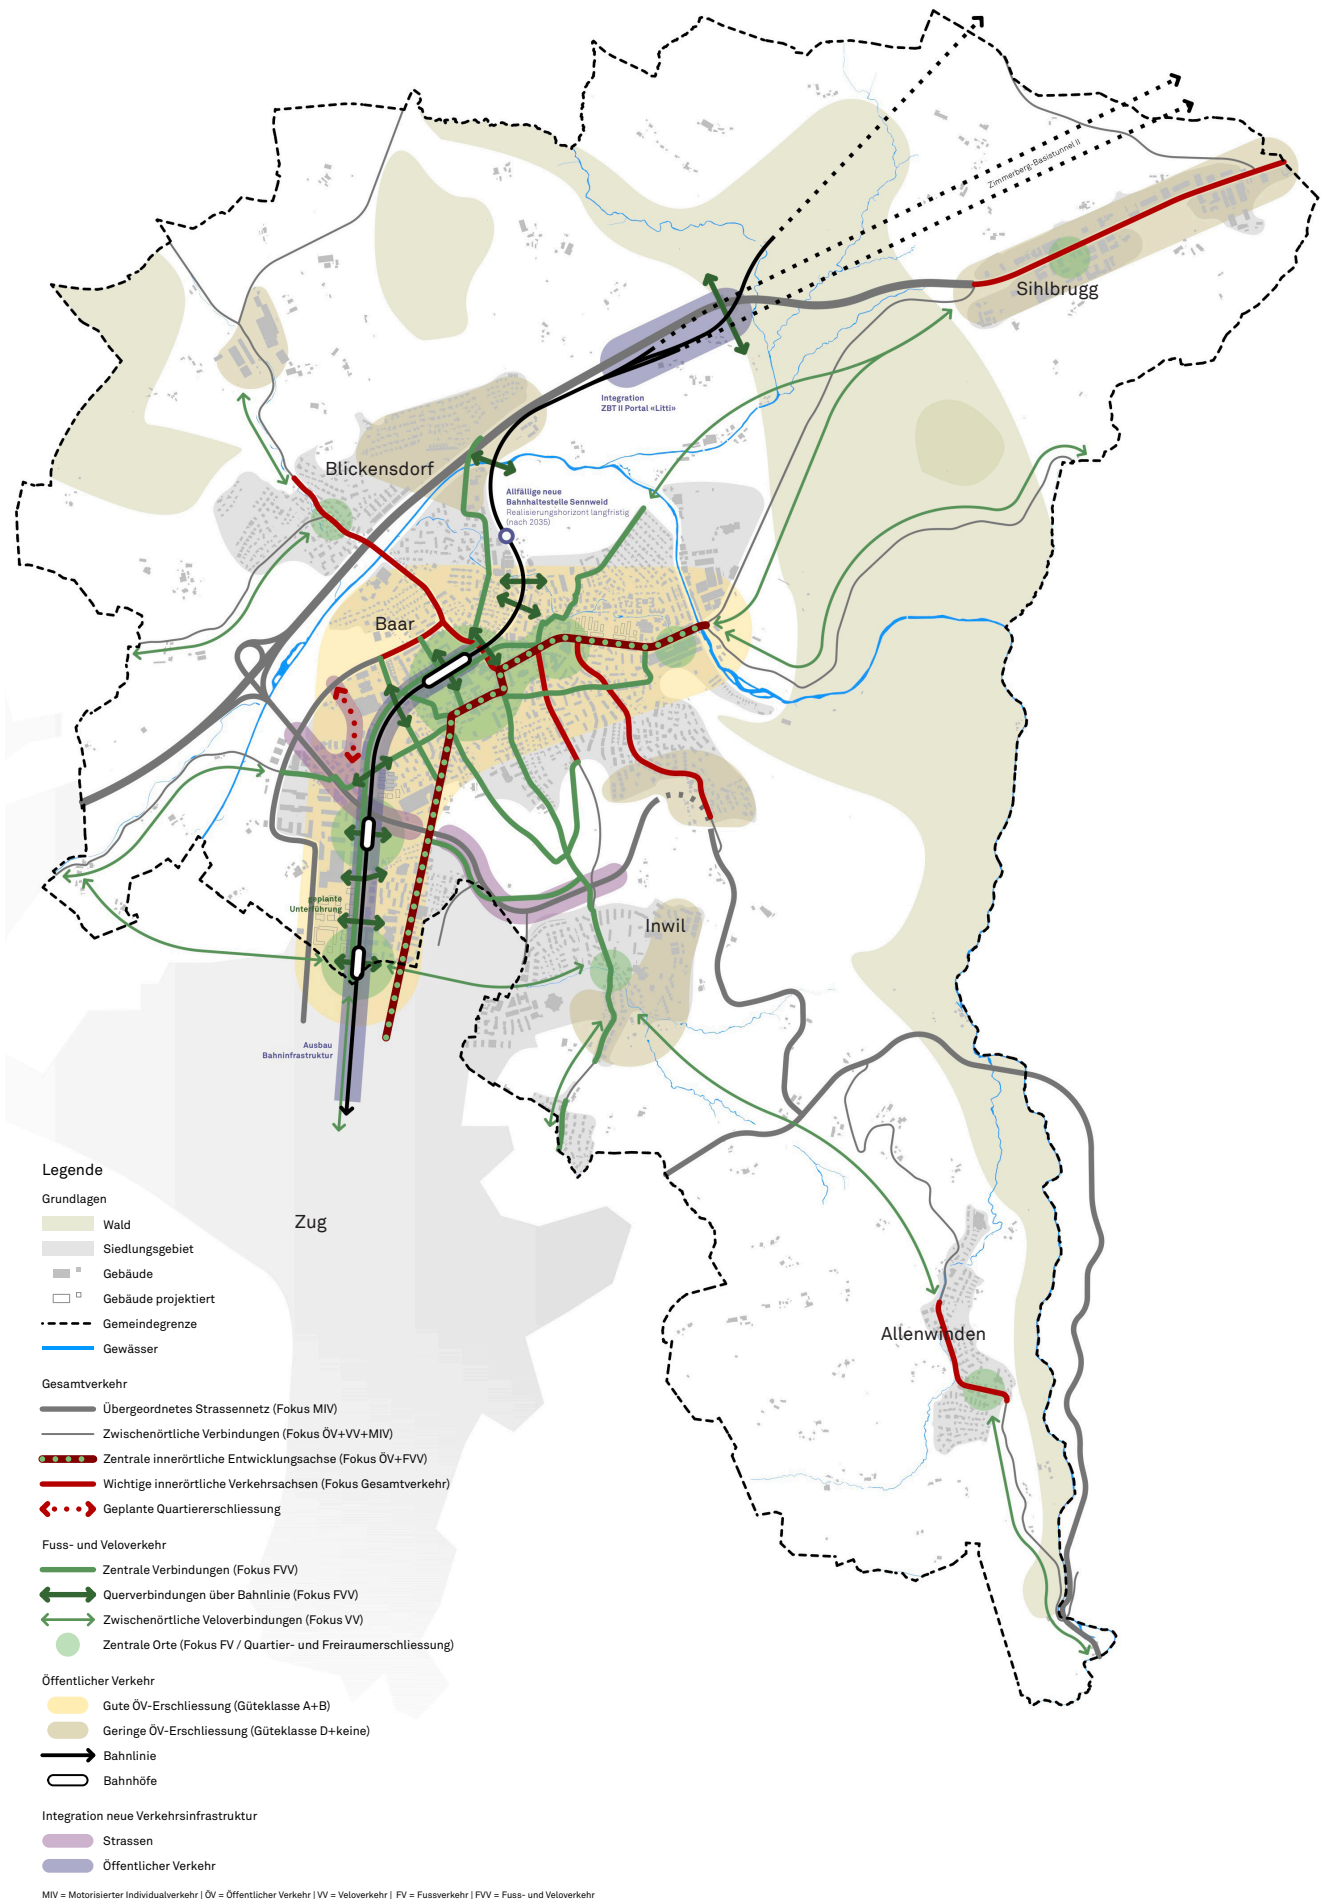 Zimmerberg-Basistunnel II
Sihlbrugg
Integration
ZBT II Portal «Litti»
Blickensdorf
Allfällige neue
Bahnhaltestelle Sennweid
Realisierungshorizont langfristig
(nach 2035)
Baar
geplante
Unterführung
Inwil
Ausbau
Bahninfrastruktur
Zug
Allenwinden
Legende
Grundlagen
Wald
Siedlungsgebiet
Gebäude
Gebäude projektiert
Gemeindegrenze
Gewässer
Gesamtverkehr
Übergeordnetes Strassennetz (Fokus MIV)
Zwischenörtliche Verbindungen (Fokus ÖV+VV+MIV)
Zentrale innerörtliche Entwicklungsachse (Fokus ÖV+FVV)
Wichtige innerörtliche Verkehrsachsen (Fokus Gesamtverkehr)
Geplante Quartiererschliessung
Fuss- und Veloverkehr
Zentrale Verbindungen (Fokus FVV)
Querverbindungen über Bahnlinie (Fokus FVV)
Zwischenörtliche Veloverbindungen (Fokus VV)
Zentrale Orte (Fokus FV / Quartier- und Freiraumerschliessung)
Öffentlicher Verkehr
Gute ÖV-Erschliessung (Güteklasse A+B)
Geringe ÖV-Erschliessung (Güteklasse D+keine)
Bahnlinie
Bahnhöfe
Integration neue Verkehrsinfrastruktur
Strassen
Öffentlicher Verkehr
MIV = Motorisierter Individualverkehr | ÖV = Öffentlicher Verkehr | VV = Veloverkehr | FV = Fussverkehr | FVV = Fuss- und Veloverkehr